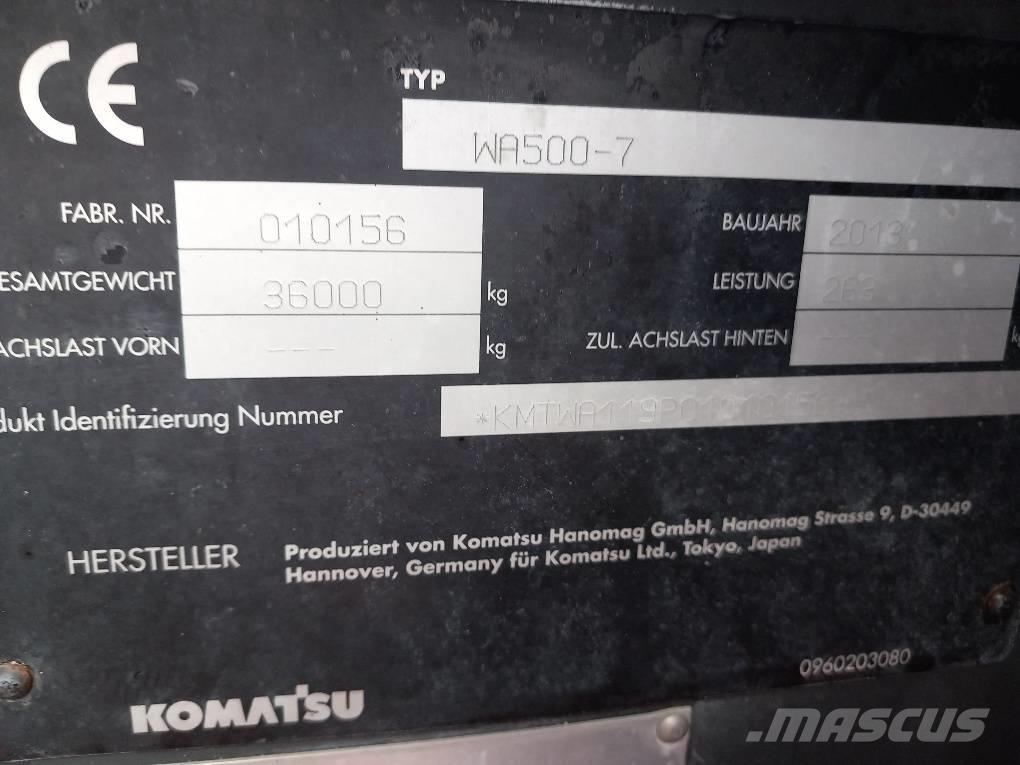 CE
TYP WA500-7
FABR. NR. 010156 BAUJAHR 2013
ESAMTGEWICHT 36000 kg LEISTUNG 263
ACHSLAST VORN --- kg ZUL. ACHSLAST HINTEN --- k
dukt Identifizierung Nummer
HERSTELLER Produziert von Komatsu Hanomag GmbH, Hanomag Strasse 9, D-30449
Hannover, Germany für Komatsu Ltd., Tokyo, Japan
0960203080
KOMATSU
MASCUS